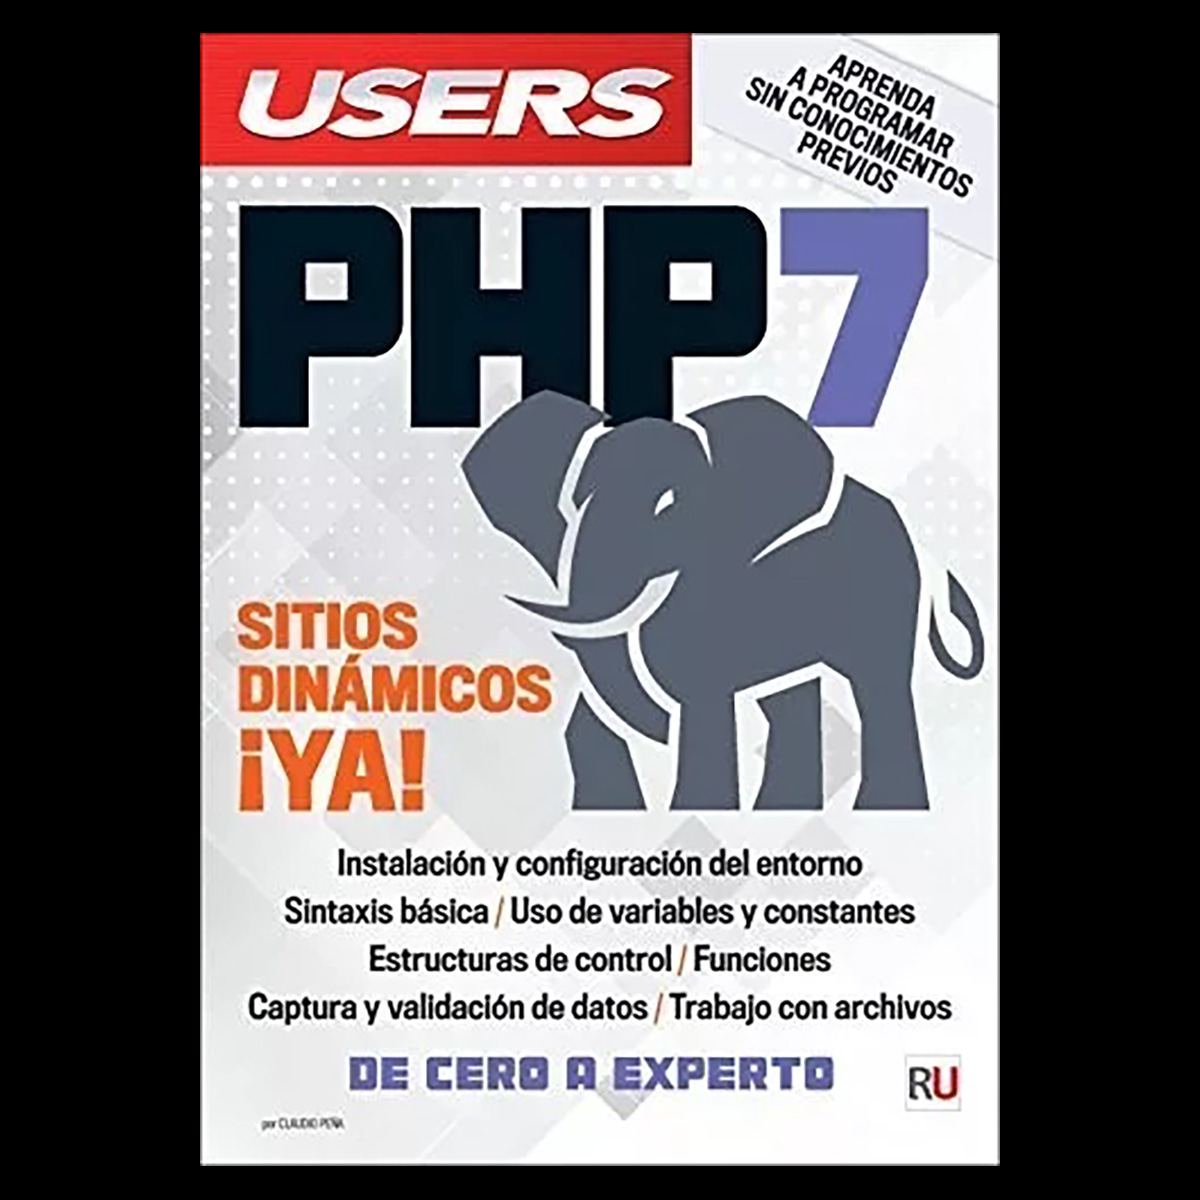 USERS
APRENDA
A PROGRAMAR
SIN CONOCIMIENTOS
PREVIOS
PHP7
SITIOS
DINÁMICOS
¡YA!
Instalación y configuración del entorno
Sintaxis básica / Uso de variables y constantes
Estructuras de control / Funciones
Captura y validación de datos / Trabajo con archivos
DE CERO A EXPERTO
RU
por CLAUDIO PEÑA